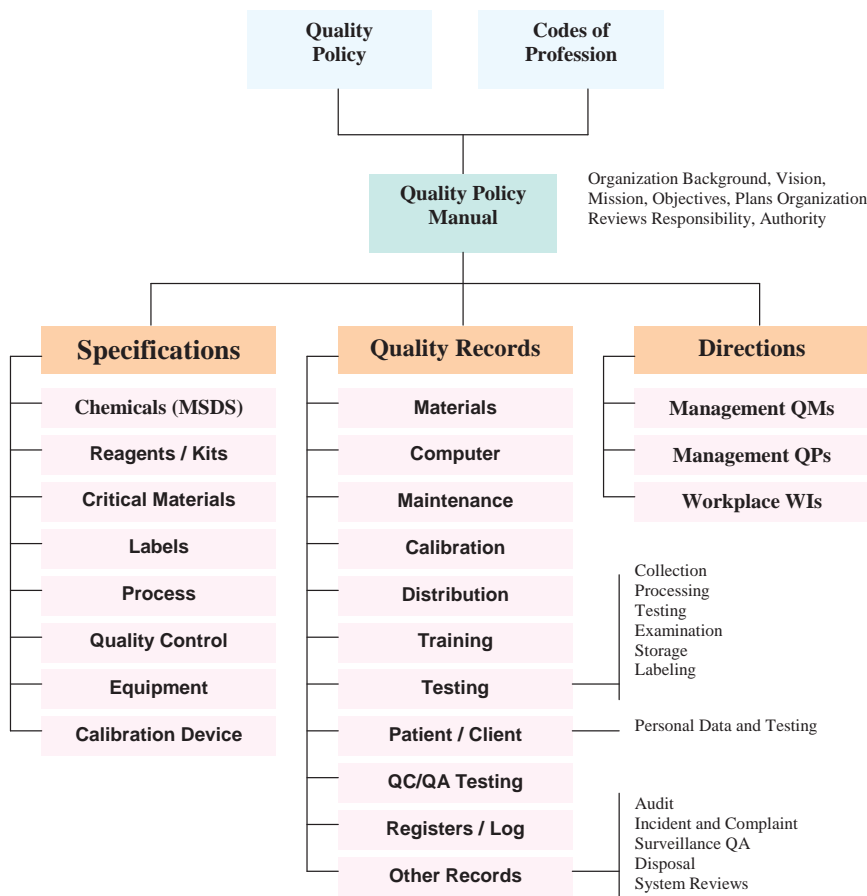 Quality
Policy
Codes of
Profession
Quality Policy
Manual
Organization Background, Vision,
Mission, Objectives, Plans Organization
Reviews Responsibility, Authority
Specifications
Chemicals (MSDS)
Reagents / Kits
Critical Materials
Labels
Process
Quality Control
Equipment
Calibration Device
Quality Records
Materials
Computer
Maintenance
Calibration
Distribution
Training
Testing
Patient / Client
QC/QA Testing
Registers / Log
Other Records
Directions
Management QMs
Management QPs
Workplace WIs
Collection
Processing
Testing
Examination
Storage
Labeling
Personal Data and Testing
Audit
Incident and Complaint
Surveillance QA
Disposal
System Reviews